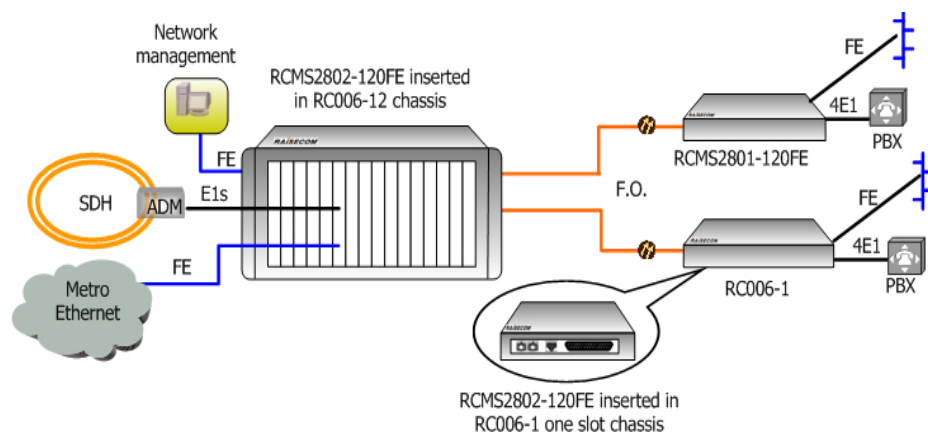 Network
management
RCMS2802-120FE inserted
in RC006-12 chassis
RAISECOM
FE
SDH
ADM
E1s
FE
Metro
Ethernet
F.O.
FE
4E1
PBX
RAISECOM
RCMS2801-120FE
FE
4E1
PBX
RAISECOM
RC006-1
RAISECOM
RCMS2802-120FE inserted in
RC006-1 one slot chassis